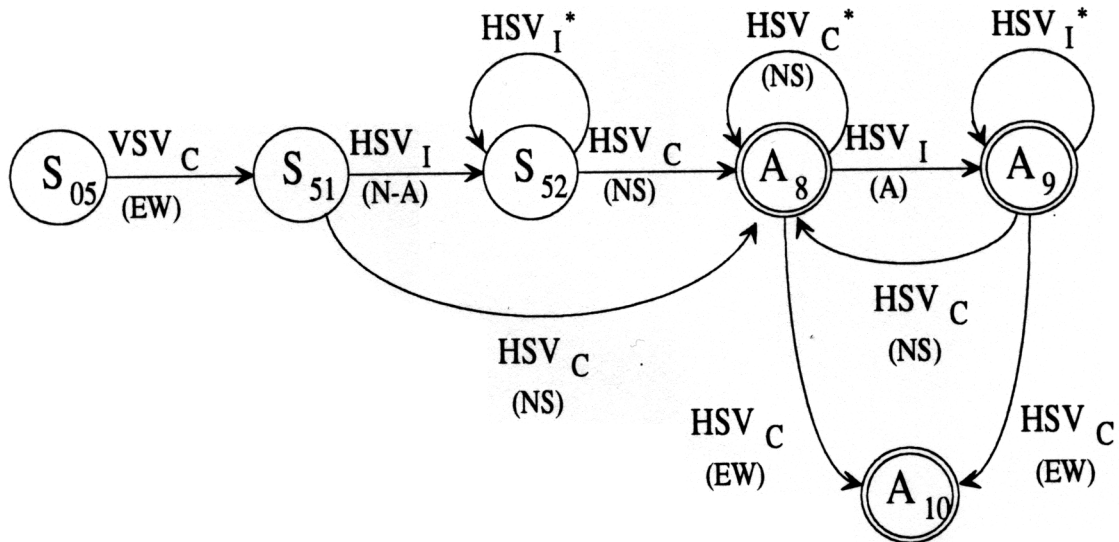 HSV I*
HSV C*
(NS)
HSV I*
S 05
VSV C
(EW)
S 51
HSV I
(N-A)
S 52
HSV C
(NS)
A 8
HSV I
(A)
A 9
HSV C
(NS)
HSV C
(NS)
HSV C
(EW)
A 10
HSV C
(EW)